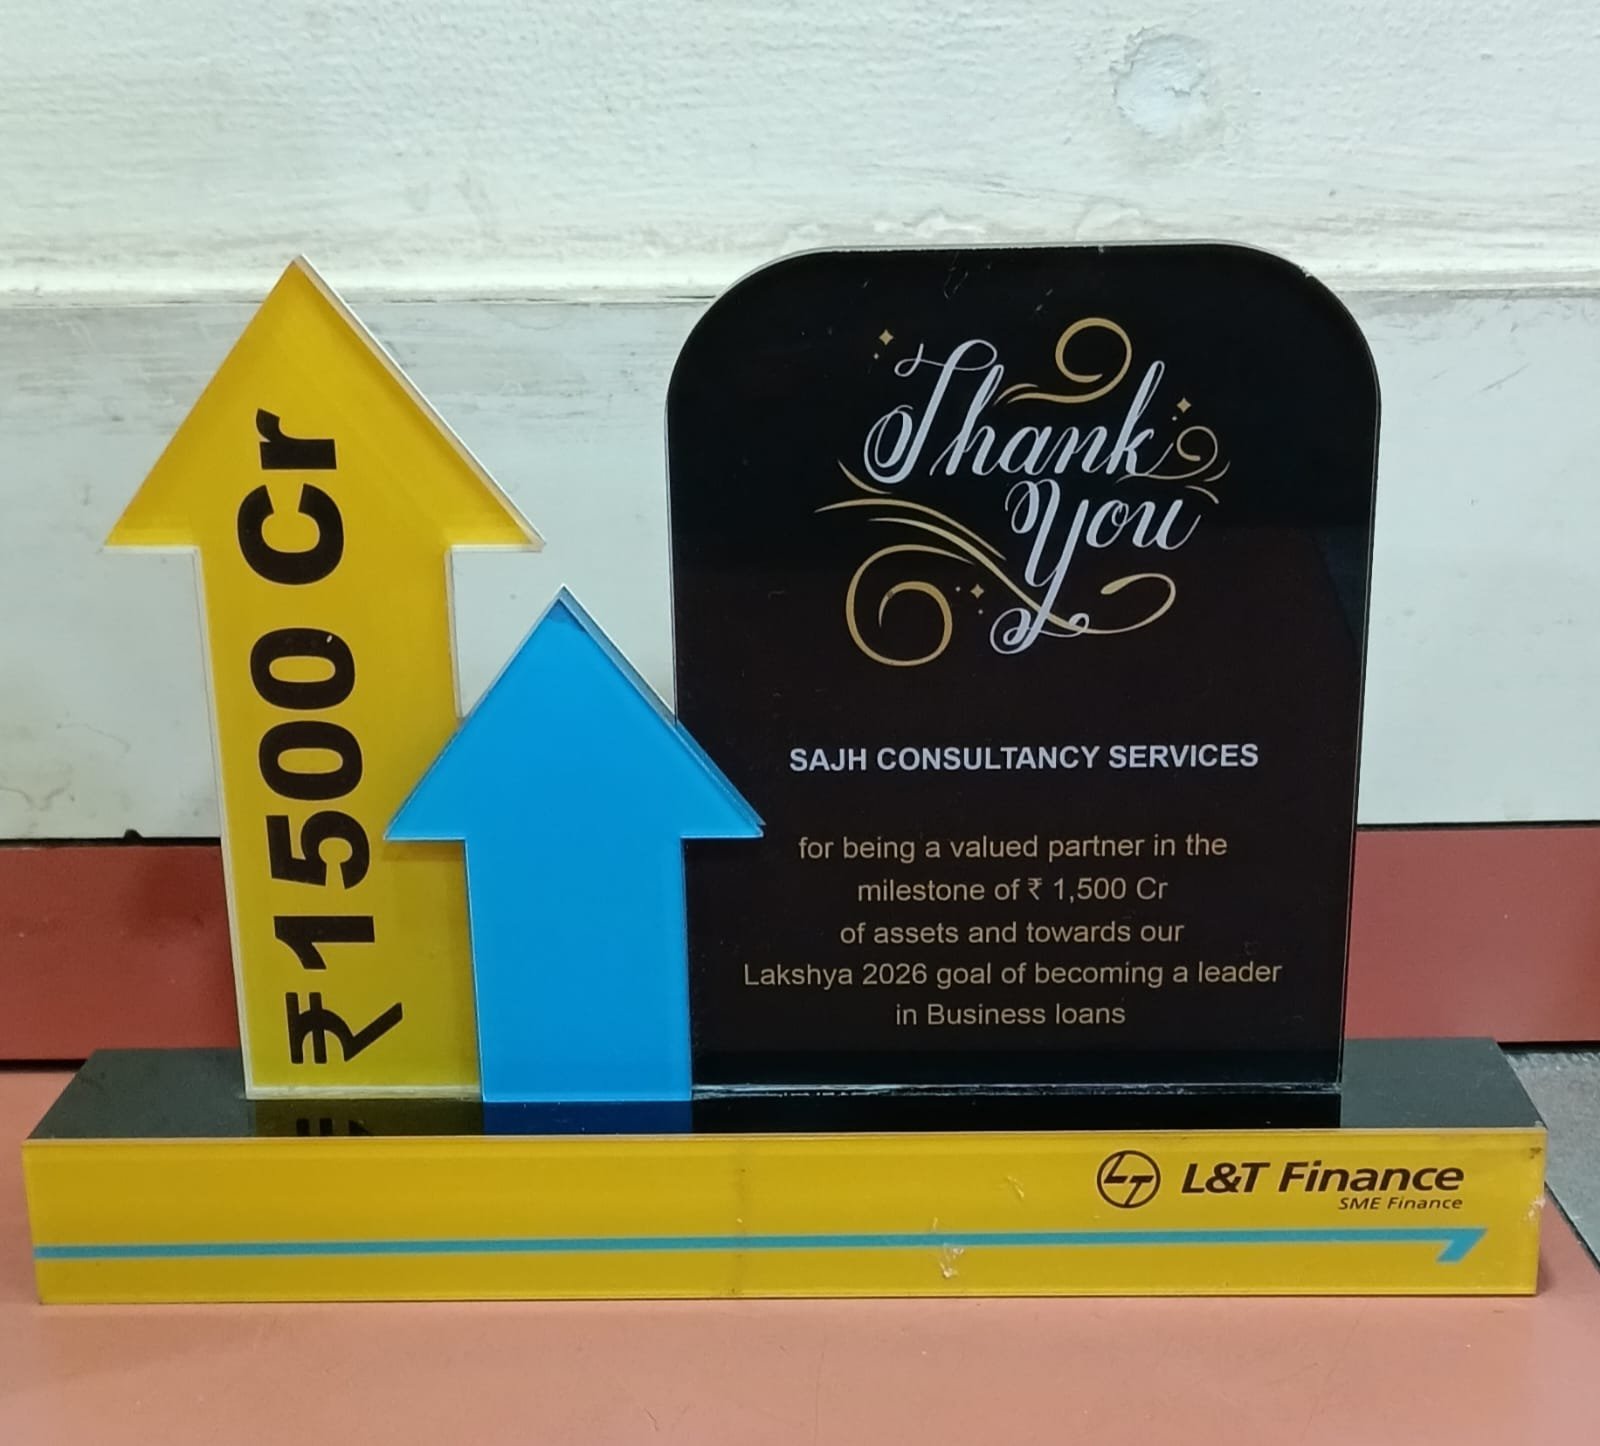 ₹ 1500 Cr
Thank
You
SAJH CONSULTANCY SERVICES
for being a valued partner in the
milestone of ₹ 1,500 Cr
of assets and towards our
Lakshya 2026 goal of becoming a leader
in Business loans
LT L&T Finance
SME Finance